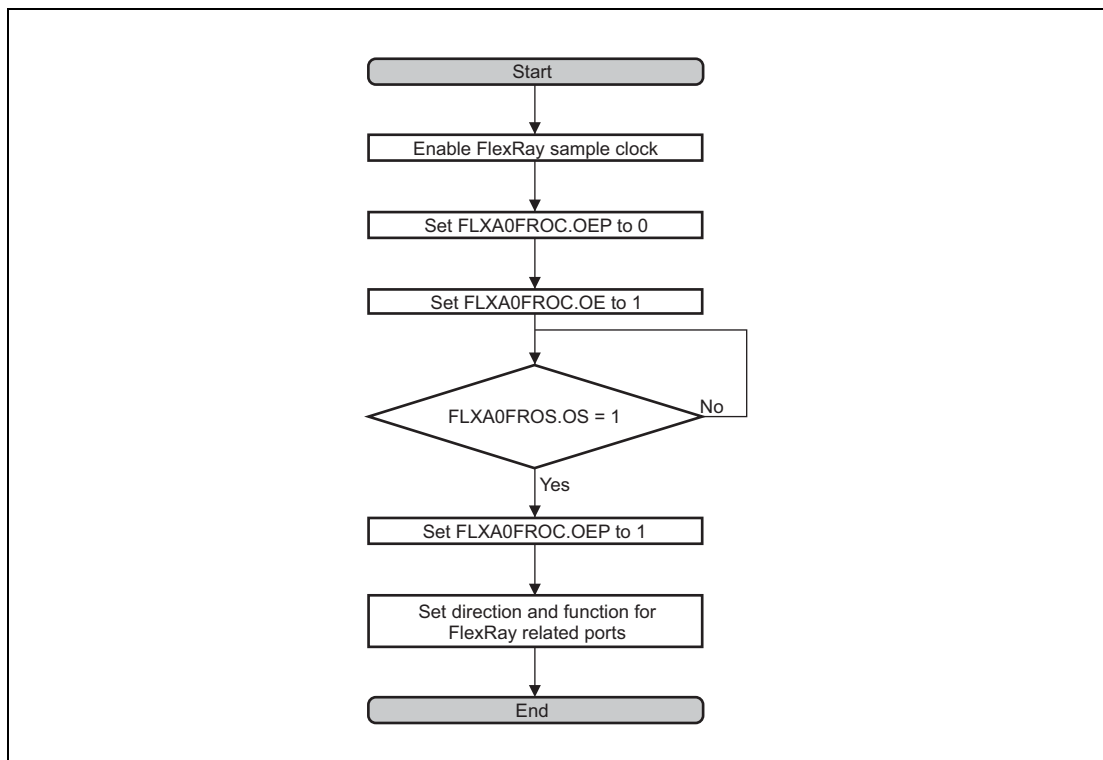 Start
Enable FlexRay sample clock
Set FLXA0FROC.OEP to 0
Set FLXA0FROC.OE to 1
FLXA0FROS.OS = 1
No
Yes
Set FLXA0FROC.OEP to 1
Set direction and function for
FlexRay related ports
End